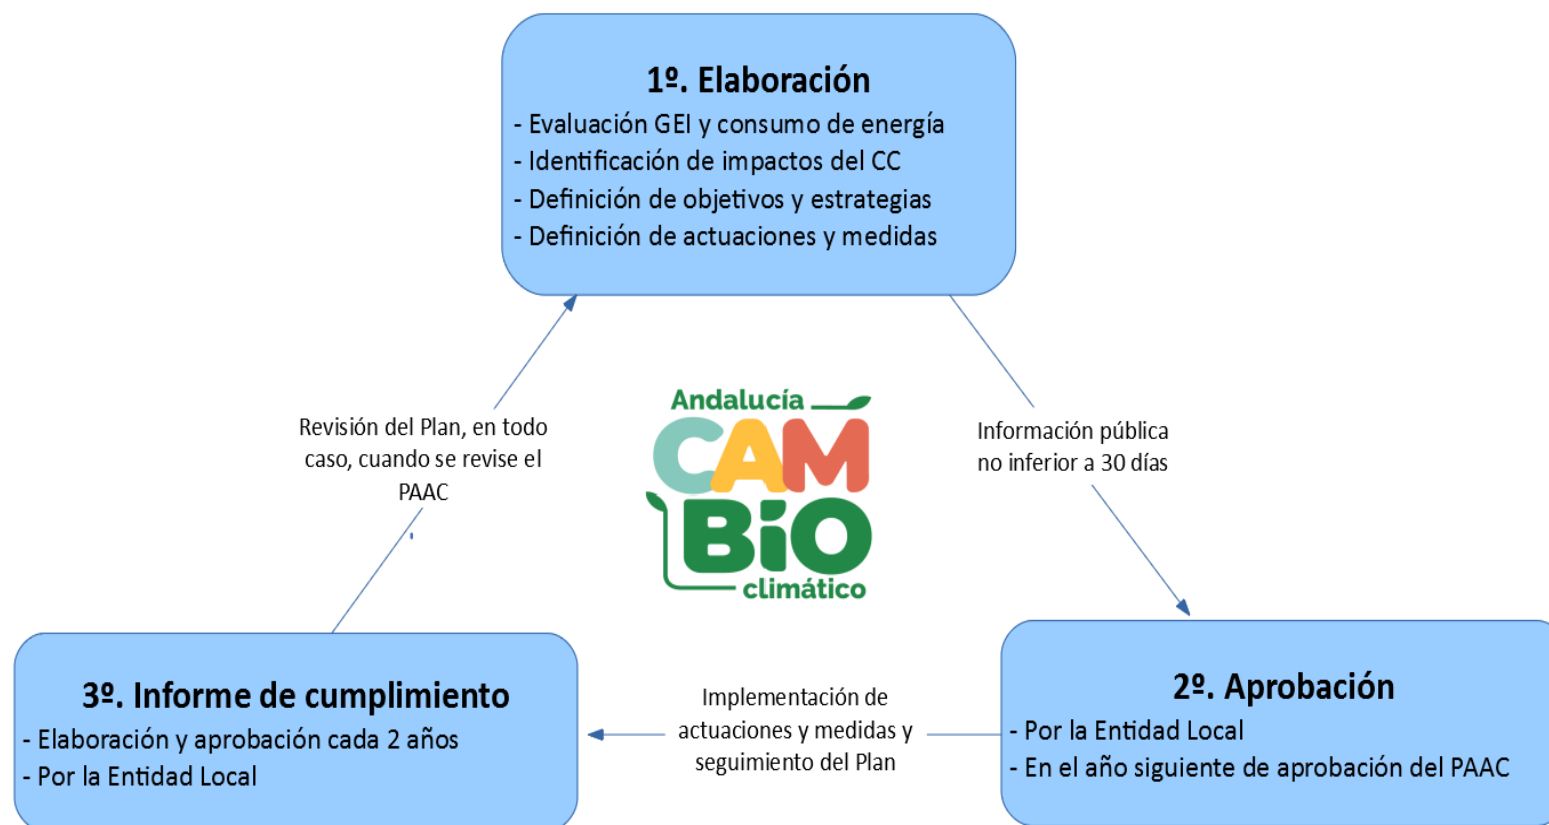 1º. Elaboración
- Evaluación GEI y consumo de energía
- Identificación de impactos del CC
- Definición de objetivos y estrategias
- Definición de actuaciones y medidas
Revisión del Plan, en todo
caso, cuando se revise el
PAAC
Andalucía
CAM
BiO
climático
Información pública
no inferior a 30 días
3º. Informe de cumplimiento
- Elaboración y aprobación cada 2 años
- Por la Entidad Local
Implementación de
actuaciones y medidas y
seguimiento del Plan
2º. Aprobación
- Por la Entidad Local
- En el año siguiente de aprobación del PAAC